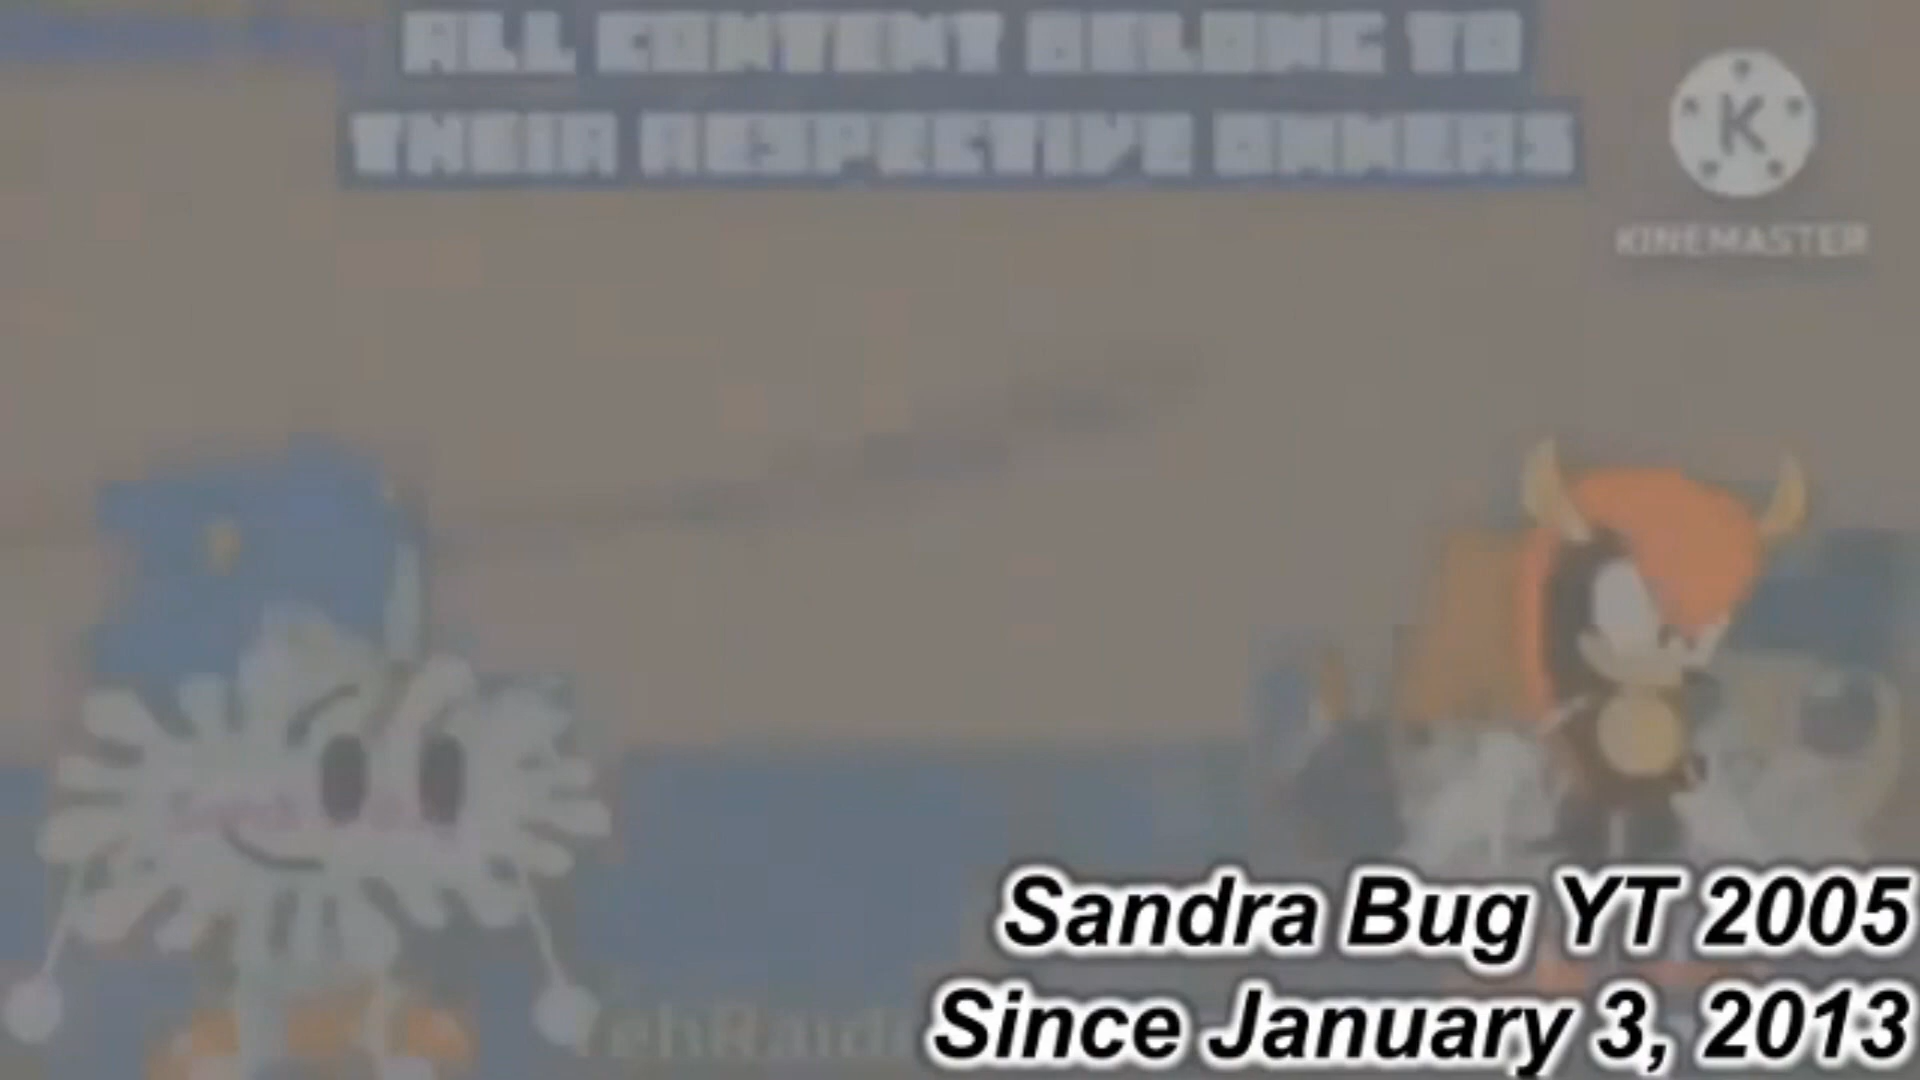 ALL CONTENT BELONG TO
THEIR RESPECTIVE OWNERS
K
KINEMASTER
Sandra Bug YT 2005
Since January 3, 2013